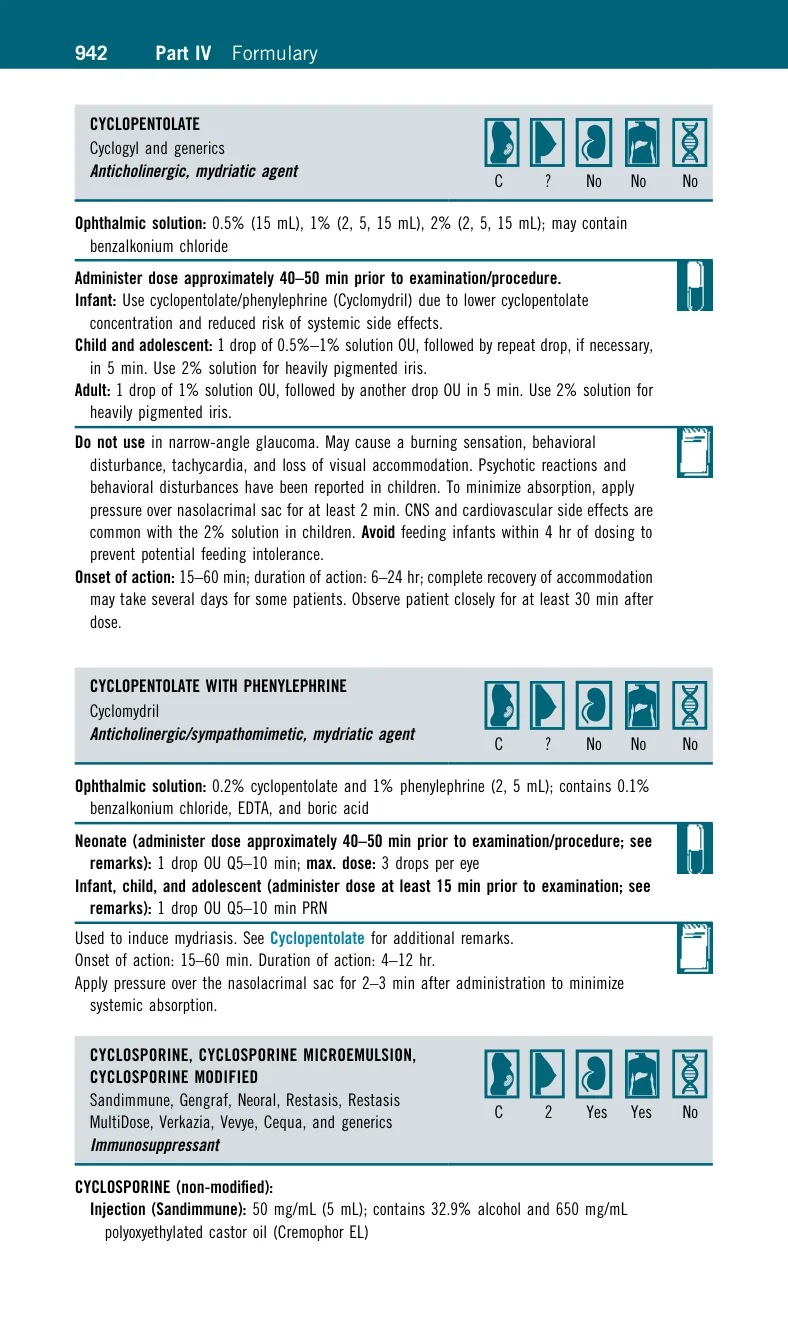 942 Part IV Formulary
CYCLOPENTOLATE
Cyclogyl and generics
Anticholinergic, mydriatic agent
C ? No No No
Ophthalmic solution: 0.5% (15 mL), 1% (2, 5, 15 mL), 2% (2, 5, 15 mL); may contain
benzalkonium chloride
Administer dose approximately 40–50 min prior to examination/procedure.
Infant: Use cyclopentolate/phenylephrine (Cyclomydril) due to lower cyclopentolate
concentration and reduced risk of systemic side effects.
Child and adolescent: 1 drop of 0.5%–1% solution OU, followed by repeat drop, if necessary,
in 5 min. Use 2% solution for heavily pigmented iris.
Adult: 1 drop of 1% solution OU, followed by another drop OU in 5 min. Use 2% solution for
heavily pigmented iris.
Do not use in narrow-angle glaucoma. May cause a burning sensation, behavioral
disturbance, tachycardia, and loss of visual accommodation. Psychotic reactions and
behavioral disturbances have been reported in children. To minimize absorption, apply
pressure over nasolacrimal sac for at least 2 min. CNS and cardiovascular side effects are
common with the 2% solution in children. Avoid feeding infants within 4 hr of dosing to
prevent potential feeding intolerance.
Onset of action: 15–60 min; duration of action: 6–24 hr; complete recovery of accommodation
may take several days for some patients. Observe patient closely for at least 30 min after
dose.
CYCLOPENTOLATE WITH PHENYLEPHRINE
Cyclomydril
Anticholinergic/sympathomimetic, mydriatic agent
C ? No No No
Ophthalmic solution: 0.2% cyclopentolate and 1% phenylephrine (2, 5 mL); contains 0.1%
benzalkonium chloride, EDTA, and boric acid
Neonate (administer dose approximately 40–50 min prior to examination/procedure; see
remarks): 1 drop OU Q5–10 min; max. dose: 3 drops per eye
Infant, child, and adolescent (administer dose at least 15 min prior to examination; see
remarks): 1 drop OU Q5–10 min PRN
Used to induce mydriasis. See Cyclopentolate for additional remarks.
Onset of action: 15–60 min. Duration of action: 4–12 hr.
Apply pressure over the nasolacrimal sac for 2–3 min after administration to minimize
systemic absorption.
CYCLOSPORINE, CYCLOSPORINE MICROEMULSION,
CYCLOSPORINE MODIFIED
Sandimmune, Gengraf, Neoral, Restasis, Restasis
MultiDose, Verkazia, Vevye, Cequa, and generics
Immunosuppressant
C 2 Yes Yes No
CYCLOSPORINE (non-modified):
Injection (Sandimmune): 50 mg/mL (5 mL); contains 32.9% alcohol and 650 mg/mL
polyoxyethylated castor oil (Cremophor EL)